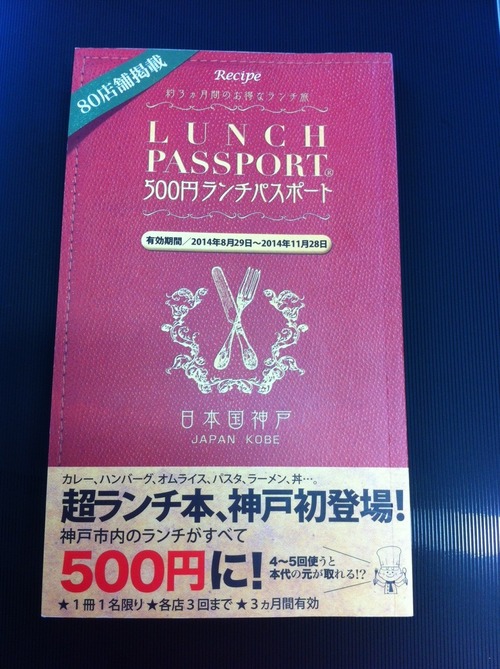 80店舗掲載
Recipe
約3ヵ月間のお得なランチ旅
LUNCH
PASSPORT®
500円ランチパスポート
有効期間／2014年8月29日〜2014年11月28日
日本国神戸
JAPAN KOBE
カレー、ハンバーグ、オムライス、パスタ、ラーメン、丼…。
超ランチ本、神戸初登場!
神戸市内のランチがすべて
500円に!
4〜5回使うと
本代の元が取れる!?
★1冊1名限り ★各店3回まで ★3ヵ月間有効